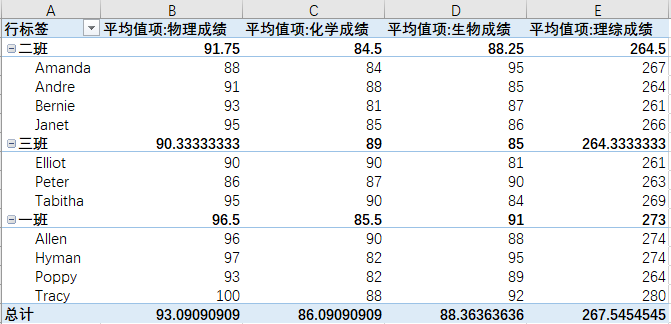 A B C D E
行标签 平均值项:物理成绩 平均值项:化学成绩 平均值项:生物成绩 平均值项:理综成绩
二班 91.75 84.5 88.25 264.5
Amanda 88 84 95 267
Andre 91 88 85 264
Bernie 93 81 87 261
Janet 95 85 86 266
三班 90.33333333 89 85 264.3333333
Elliot 90 90 81 261
Peter 86 87 90 263
Tabitha 95 90 84 269
一班 96.5 85.5 91 273
Allen 96 90 88 274
Hyman 97 82 95 274
Poppy 93 82 89 264
Tracy 100 88 92 280
总计 93.09090909 86.09090909 88.36363636 267.5454545